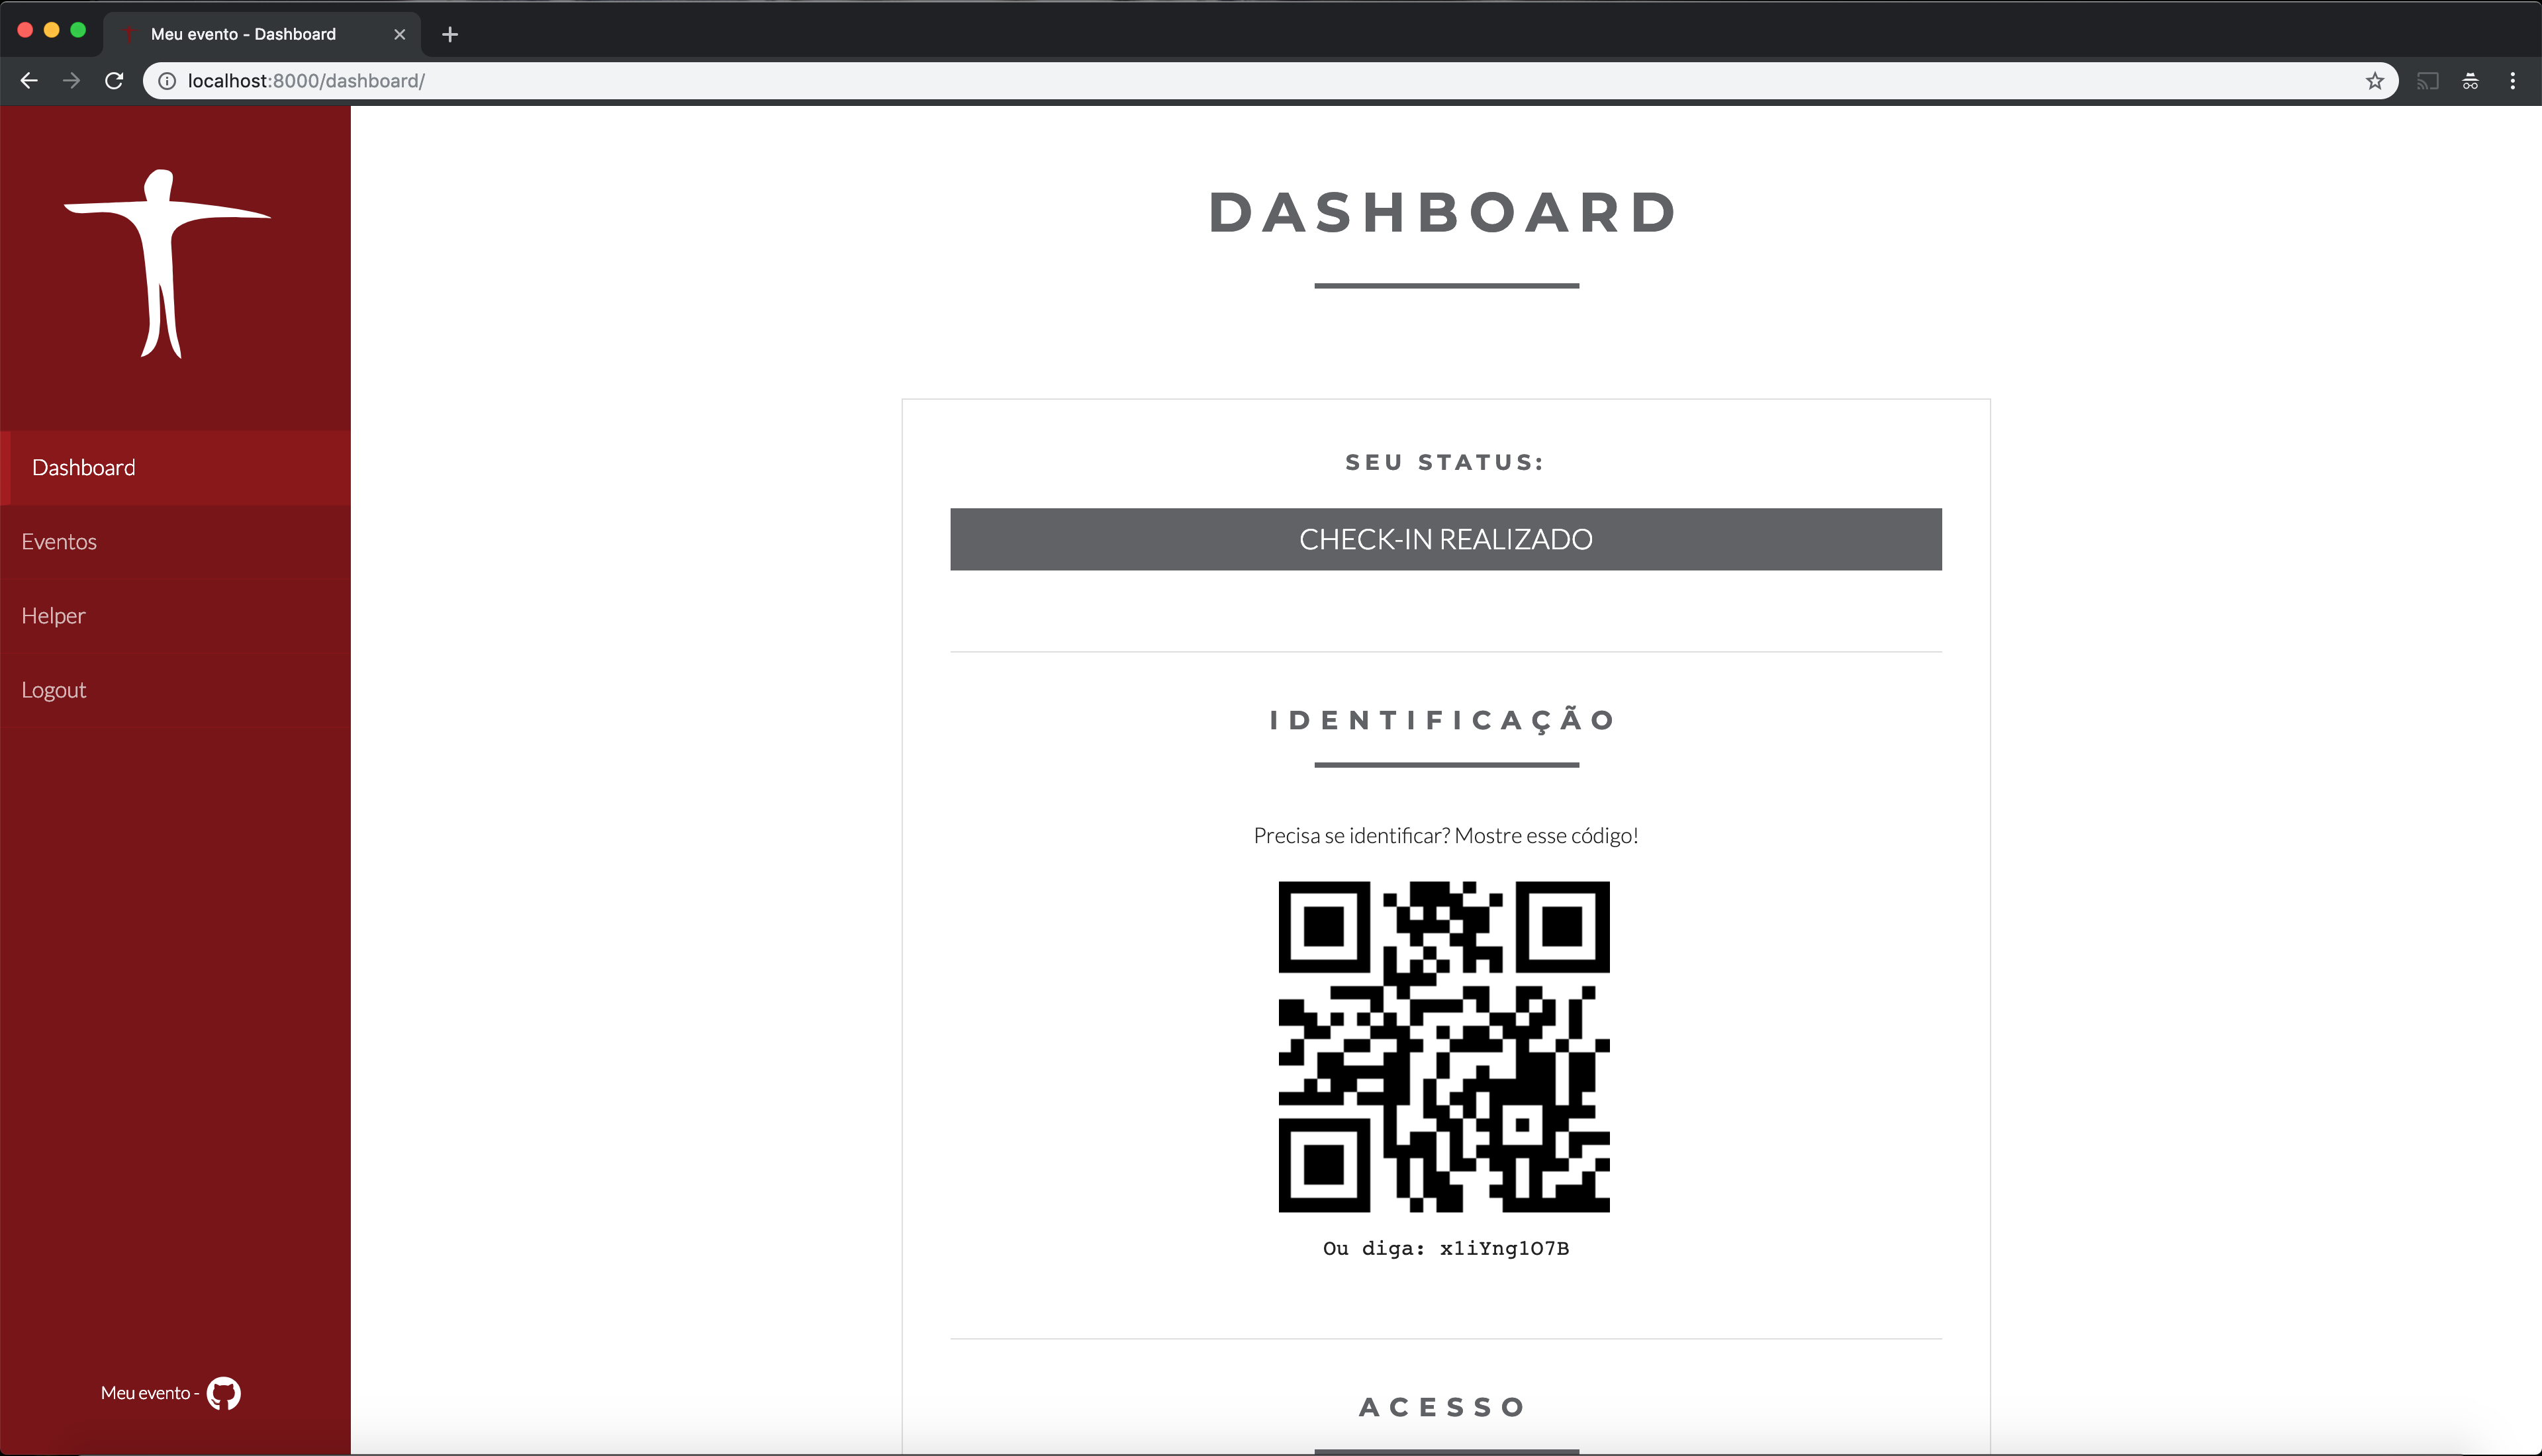 Meu evento - Dashboard
localhost:8000/dashboard/
Dashboard
Eventos
Helper
Logout
Meu evento -
DASHBOARD
SEU STATUS:
CHECK-IN REALIZADO
IDENTIFICAÇÃO
Precisa se identificar? Mostre esse código!
Ou diga: x1iYng1O7B
ACESSO